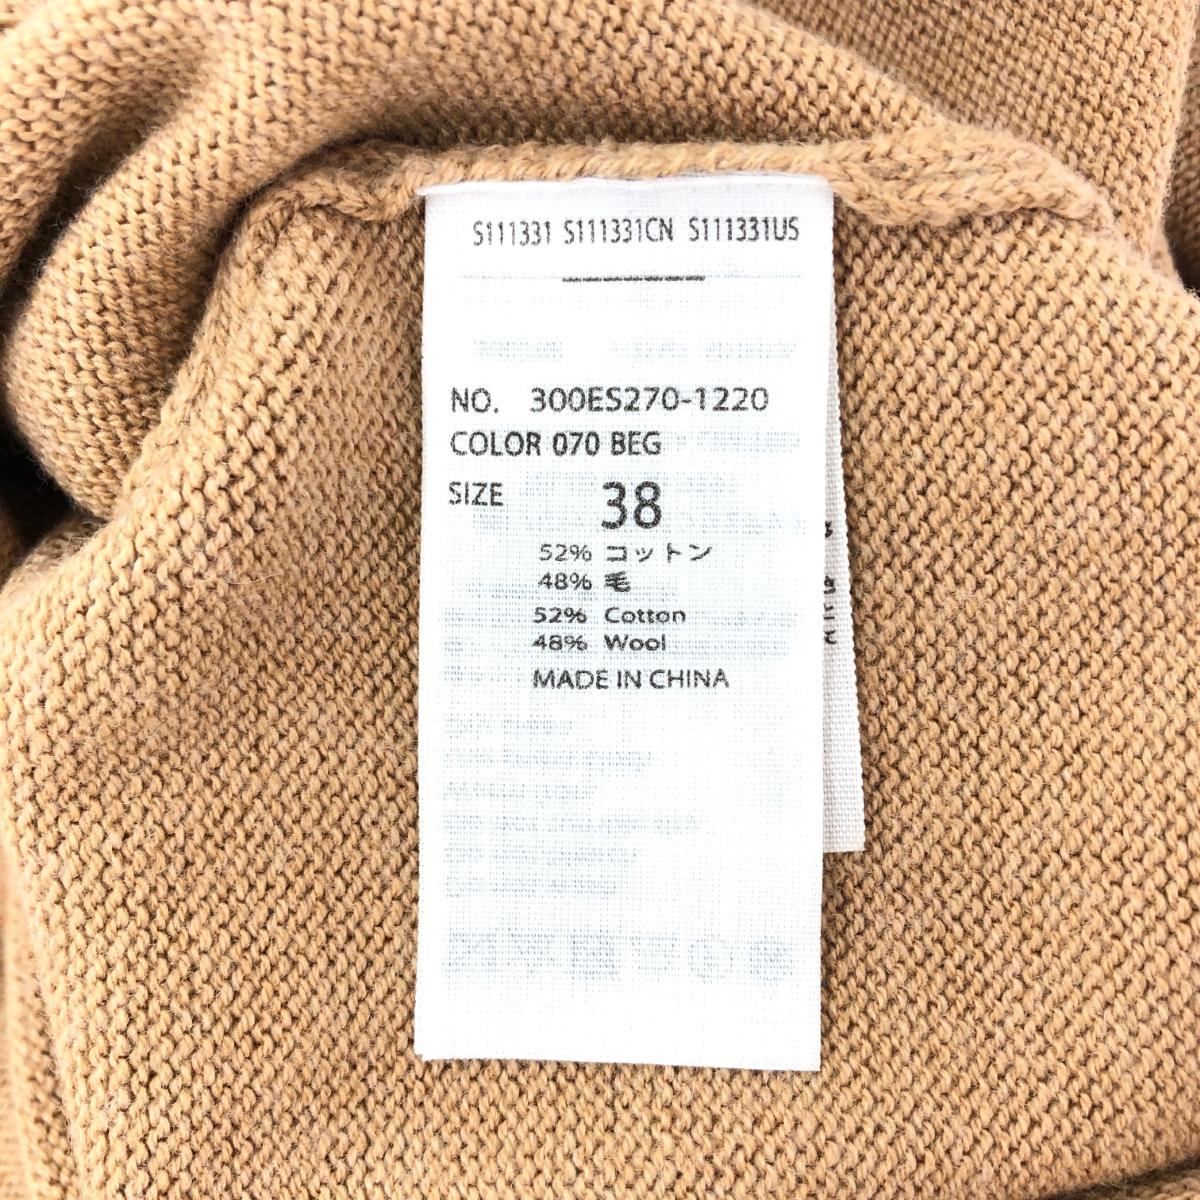 S111331 S111331CN S111331US
NO. 300ES270-1220
COLOR 070 BEG
SIZE 38
52% コットン
48% 毛
52% Cotton
48% Wool
MADE IN CHINA